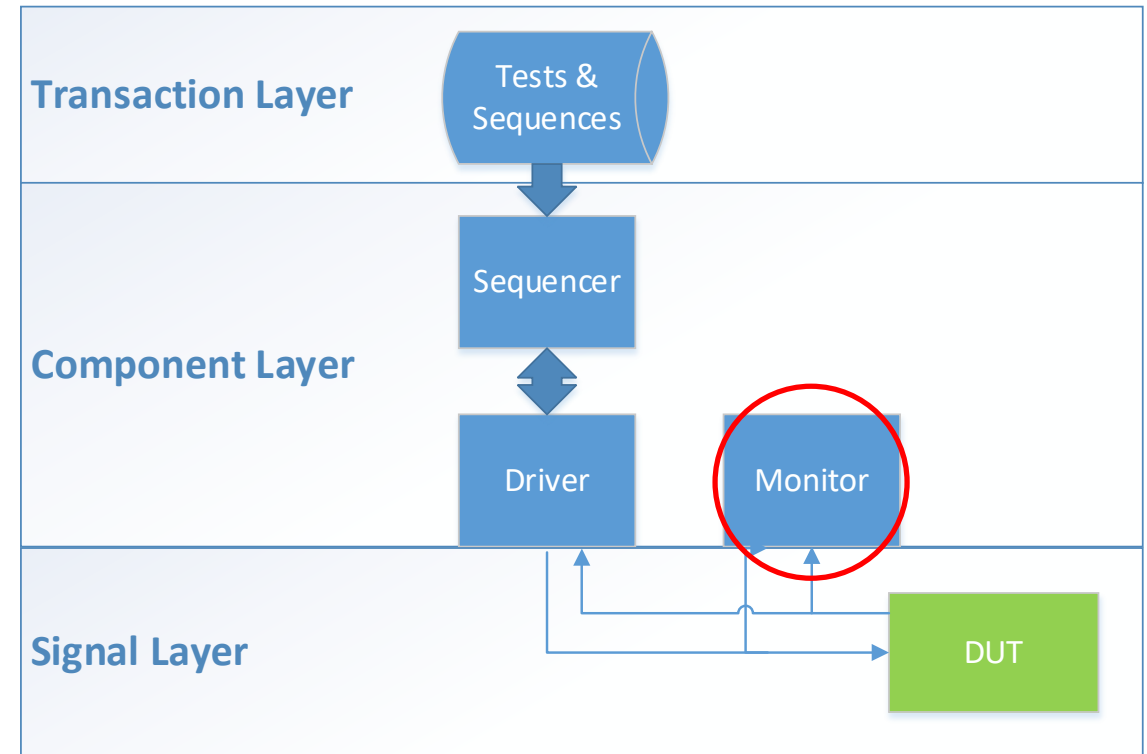 Transaction Layer
Tests &
Sequences
Sequencer
Component Layer
Driver
Monitor
Signal Layer
DUT